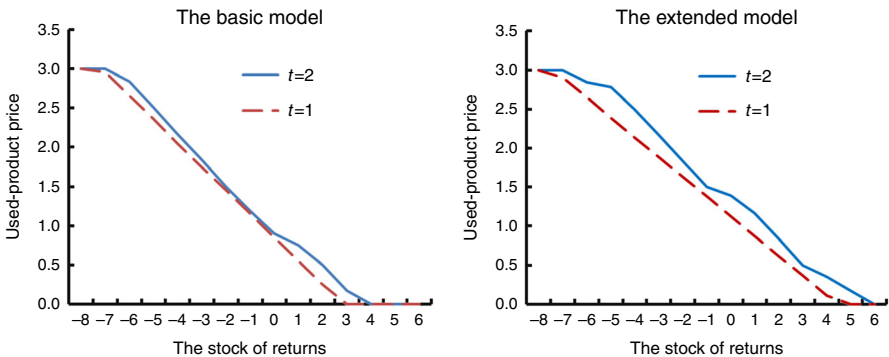 The basic model
Used-product price
3.5
3.0
2.5
2.0
1.5
1.0
0.5
0.0
t=2
t=1
–8 –7 –6 –5 –4 –3 –2 –1 0 1 2 3 4 5 6
The stock of returns
The extended model
Used-product price
3.5
3.0
2.5
2.0
1.5
1.0
0.5
0.0
t=2
t=1
–8 –7 –6 –5 –4 –3 –2 –1 0 1 2 3 4 5 6
The stock of returns